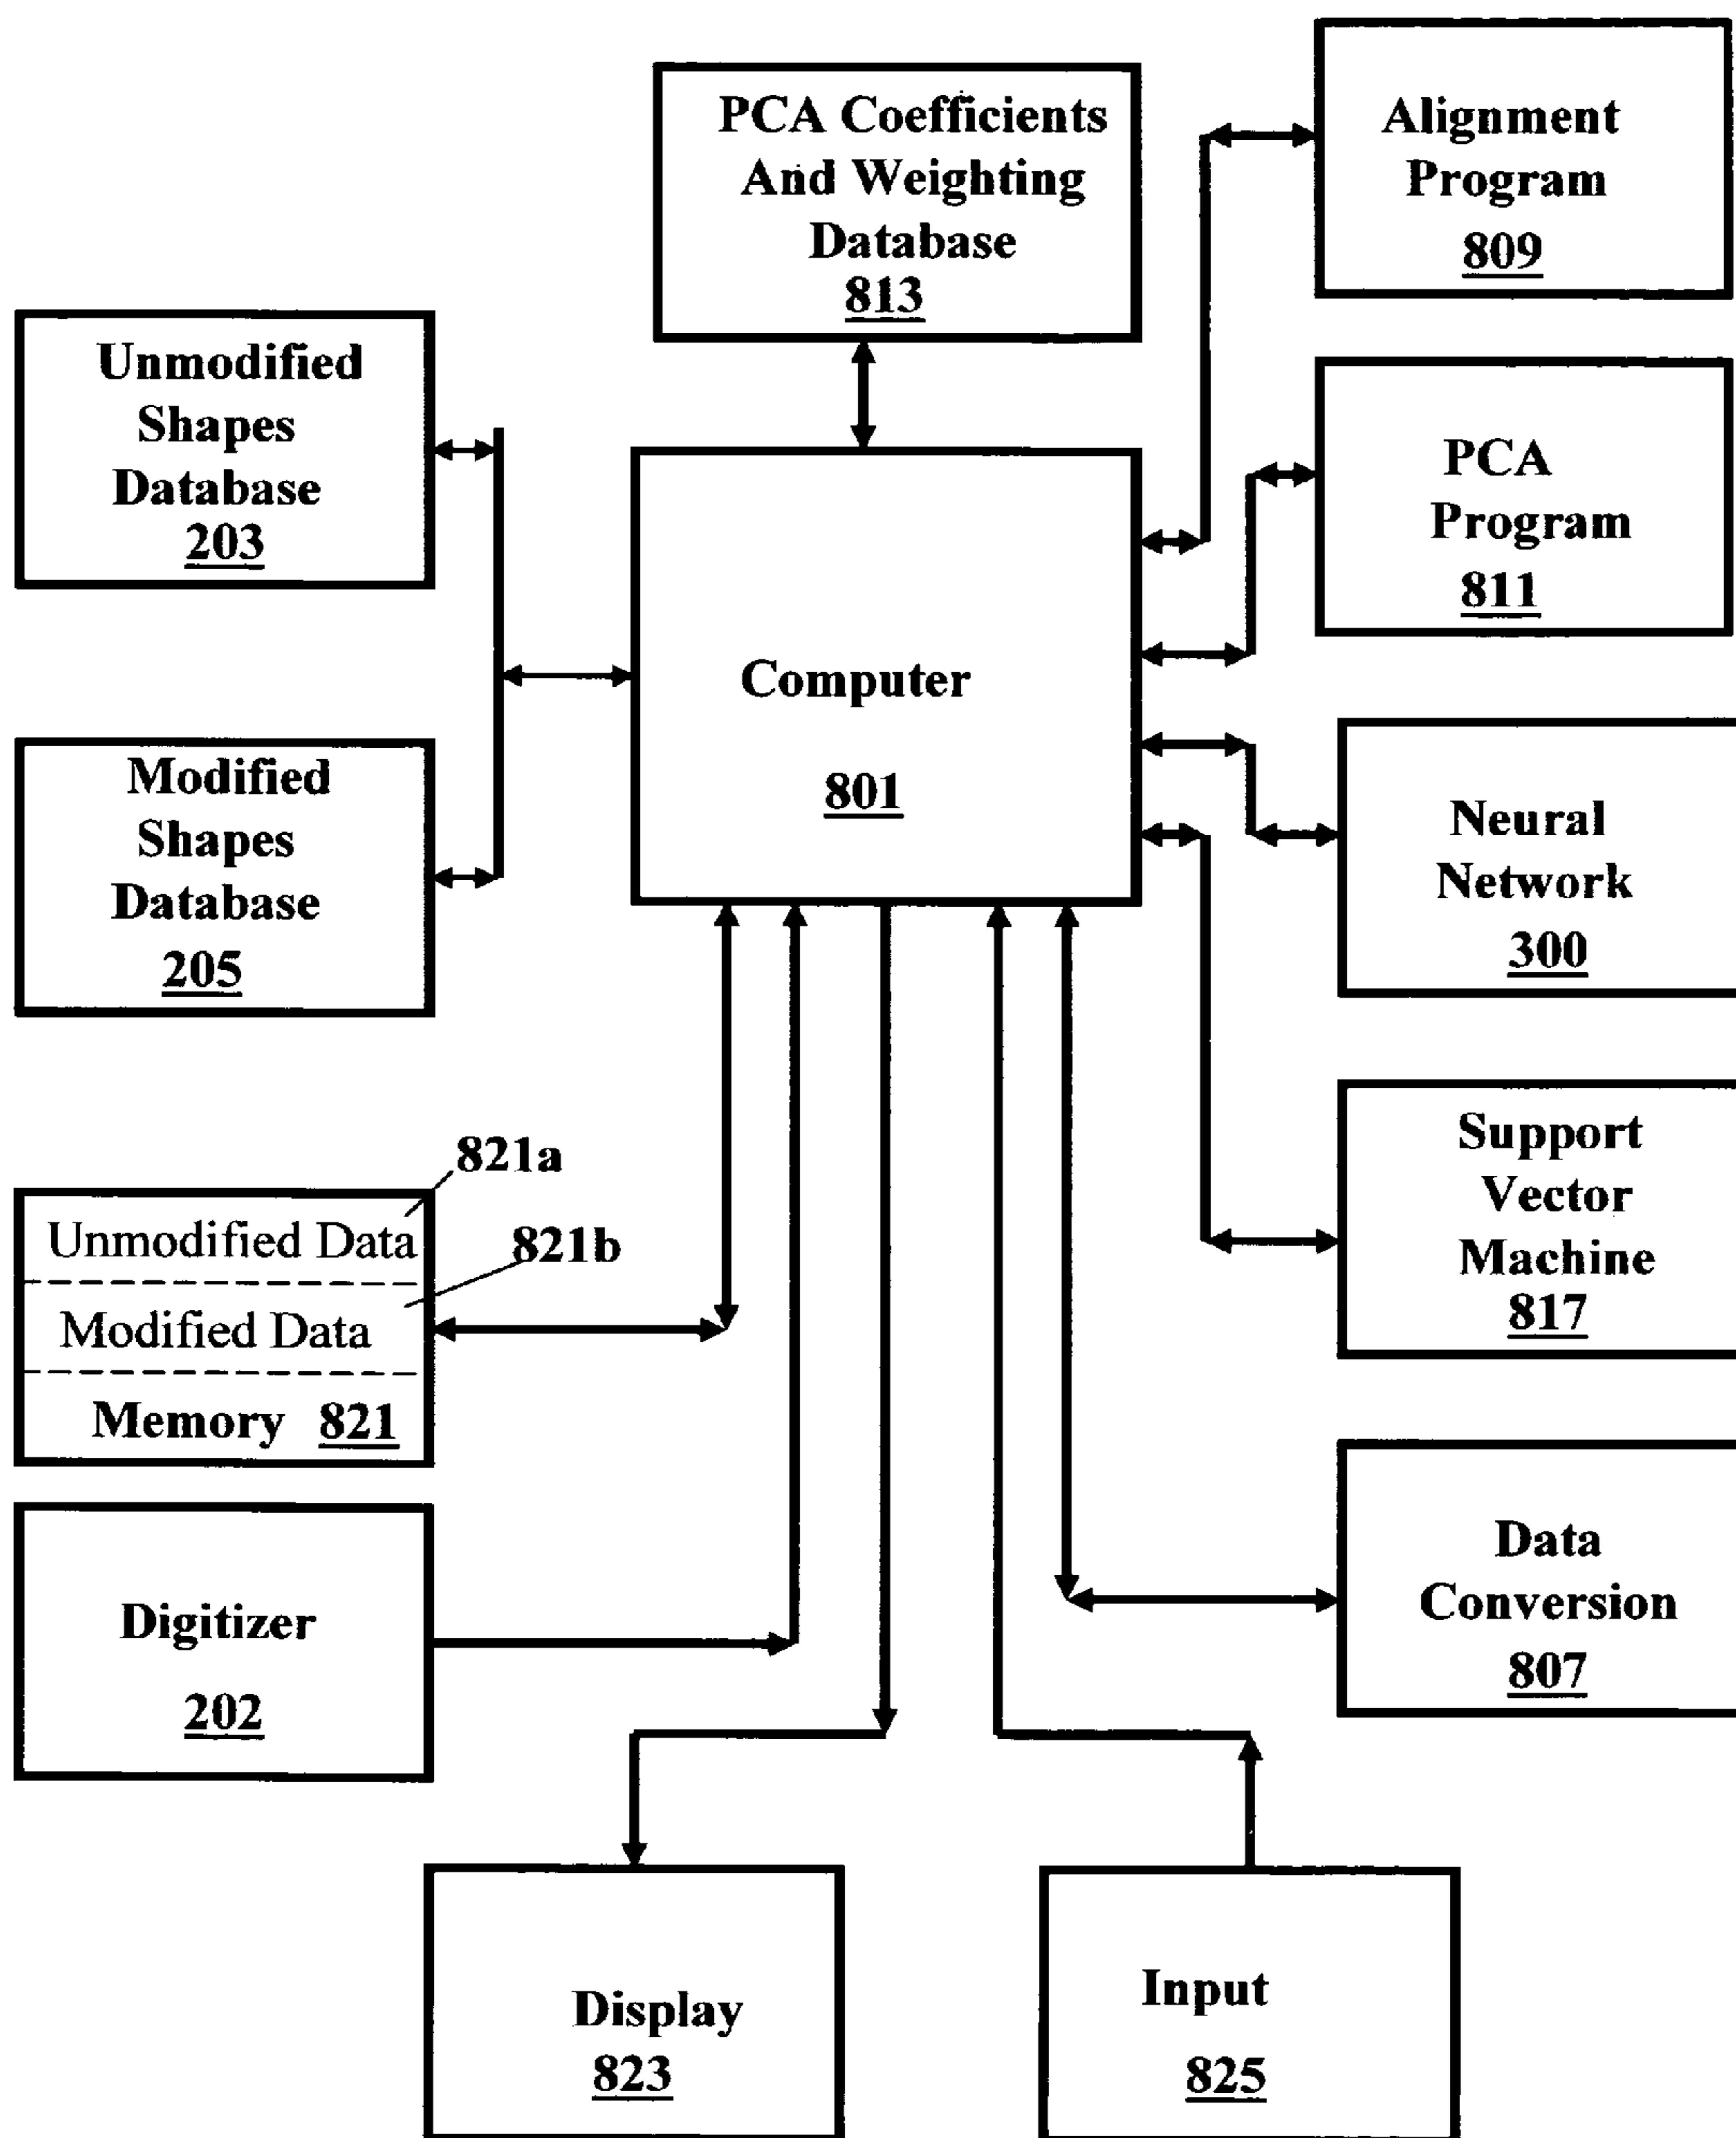 PCA Coefficients
And Weighting
Database
813
Alignment
Program
809
Unmodified
Shapes
Database
203
PCA
Program
811
Computer
801
Modified
Shapes
Database
205
Neural
Network
300
Support
Vector
Machine
817
821a
Unmodified Data
821b
Modified Data
Memory 821
Data
Conversion
807
Digitizer
202
Display
823
Input
825